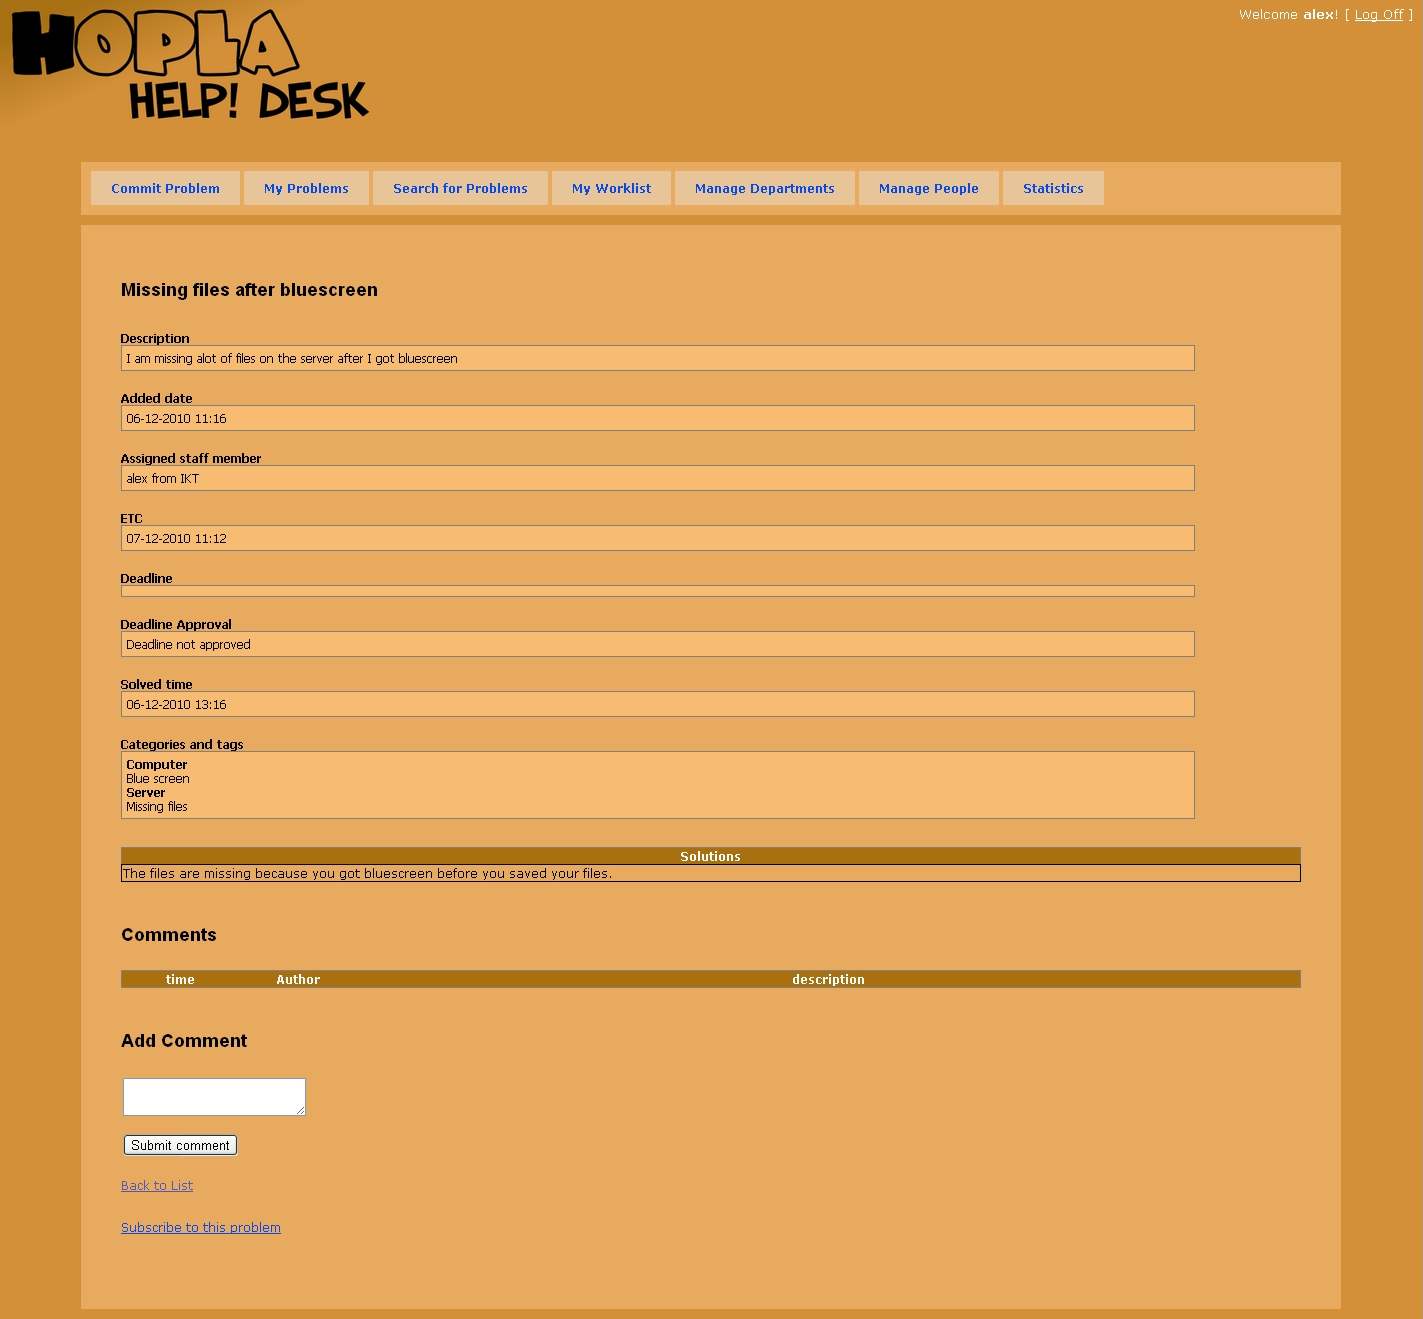 HOPLA
HELP! DESK
Welcome alex! [ Log Off ]
Commit Problem My Problems Search for Problems My Worklist Manage Departments Manage People Statistics
Missing files after bluescreen
Description
I am missing alot of files on the server after I got bluescreen
Added date
06-12-2010 11:16
Assigned staff member
alex from IKT
ETC
07-12-2010 11:12
Deadline
Deadline Approval
Deadline not approved
Solved time
06-12-2010 13:16
Categories and tags
Computer
Blue screen
Server
Missing files
Solutions
The files are missing because you got bluescreen before you saved your files.
Comments
time Author description
Add Comment
Submit comment
Back to List
Subscribe to this problem